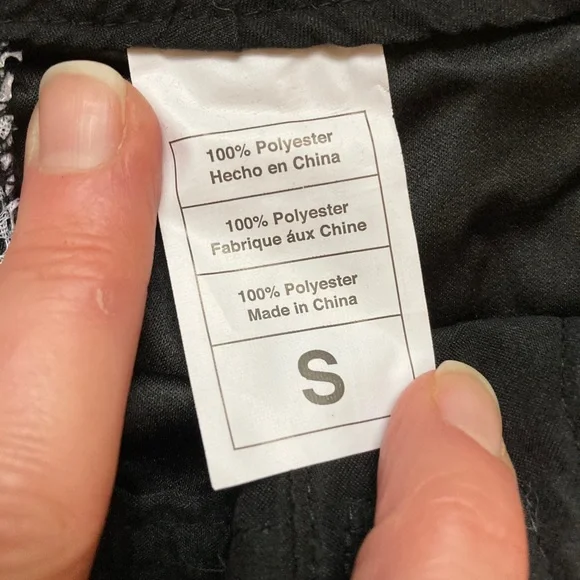 100% Polyester
Hecho en China
100% Polyester
Fabrique áux Chine
100% Polyester
Made in China
S